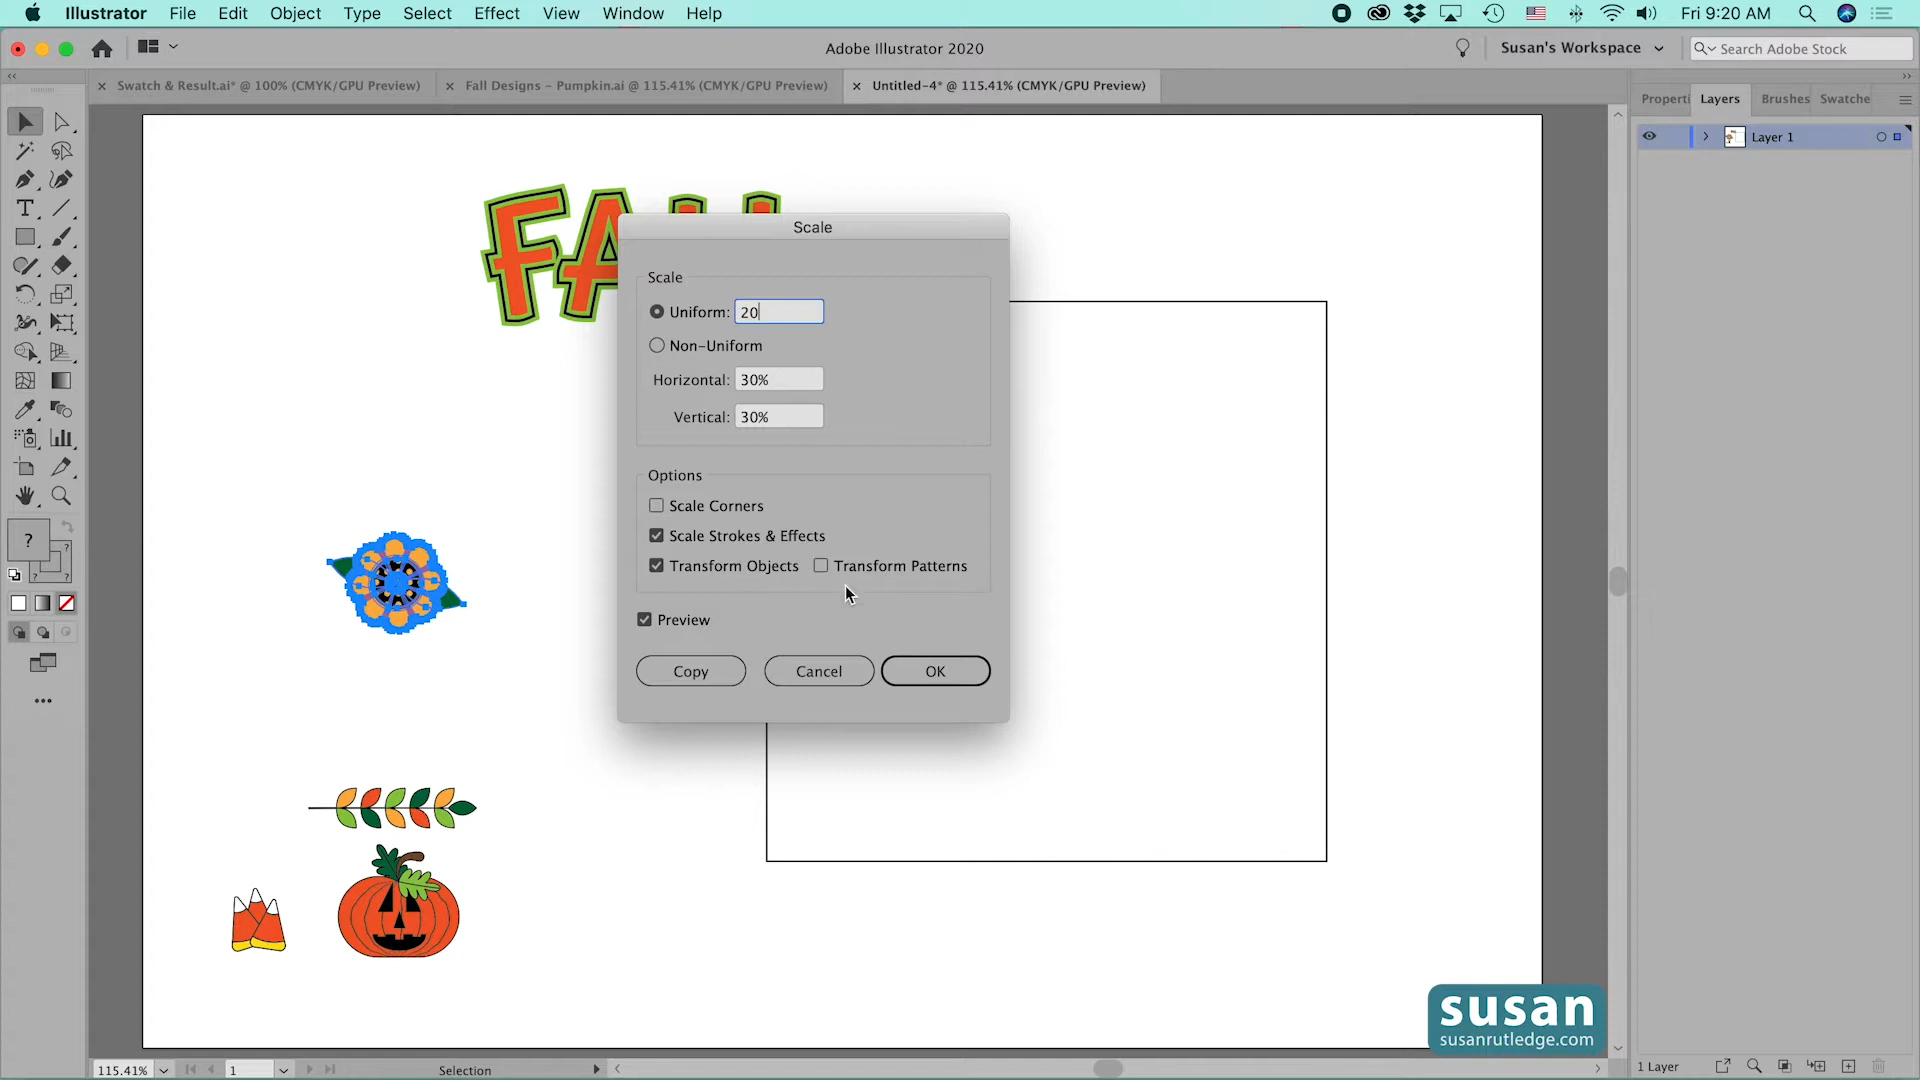 Illustrator File Edit Object Type Select Effect View Window Help Fri 9:20 AM
Adobe Illustrator 2020 Susan's Workspace Search Adobe Stock
Swatch & Result.ai* @ 100% (CMYK/GPU Preview) Fall Designs - Pumpkin.ai @ 115.41% (CMYK/GPU Preview) Untitled-4* @ 115.41% (CMYK/GPU Preview)
Properti Layers Brushes Swatche
Layer 1
FA
Scale
Scale
Uniform: 20
Non-Uniform
Horizontal: 30%
Vertical: 30%
Options
Scale Corners
Scale Strokes & Effects
Transform Objects Transform Patterns
Preview
Copy Cancel OK
?
?
? ?
susan
susanrutledge.com
115.41% 1 Selection 1 Layer